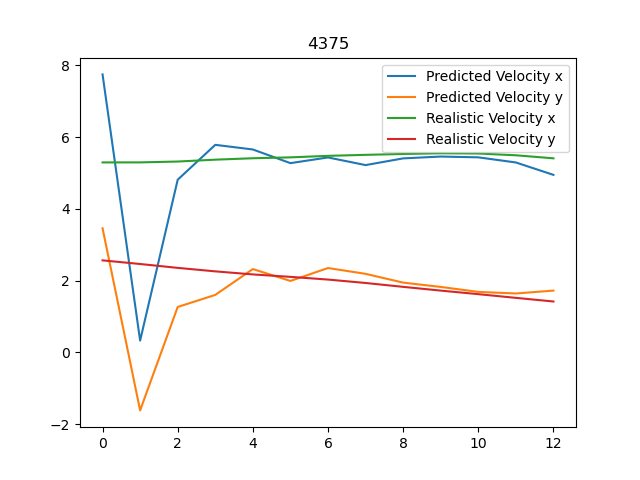 4375
8
6
4
2
0
−2
0 2 4 6 8 10 12
Predicted Velocity x
Predicted Velocity y
Realistic Velocity x
Realistic Velocity y